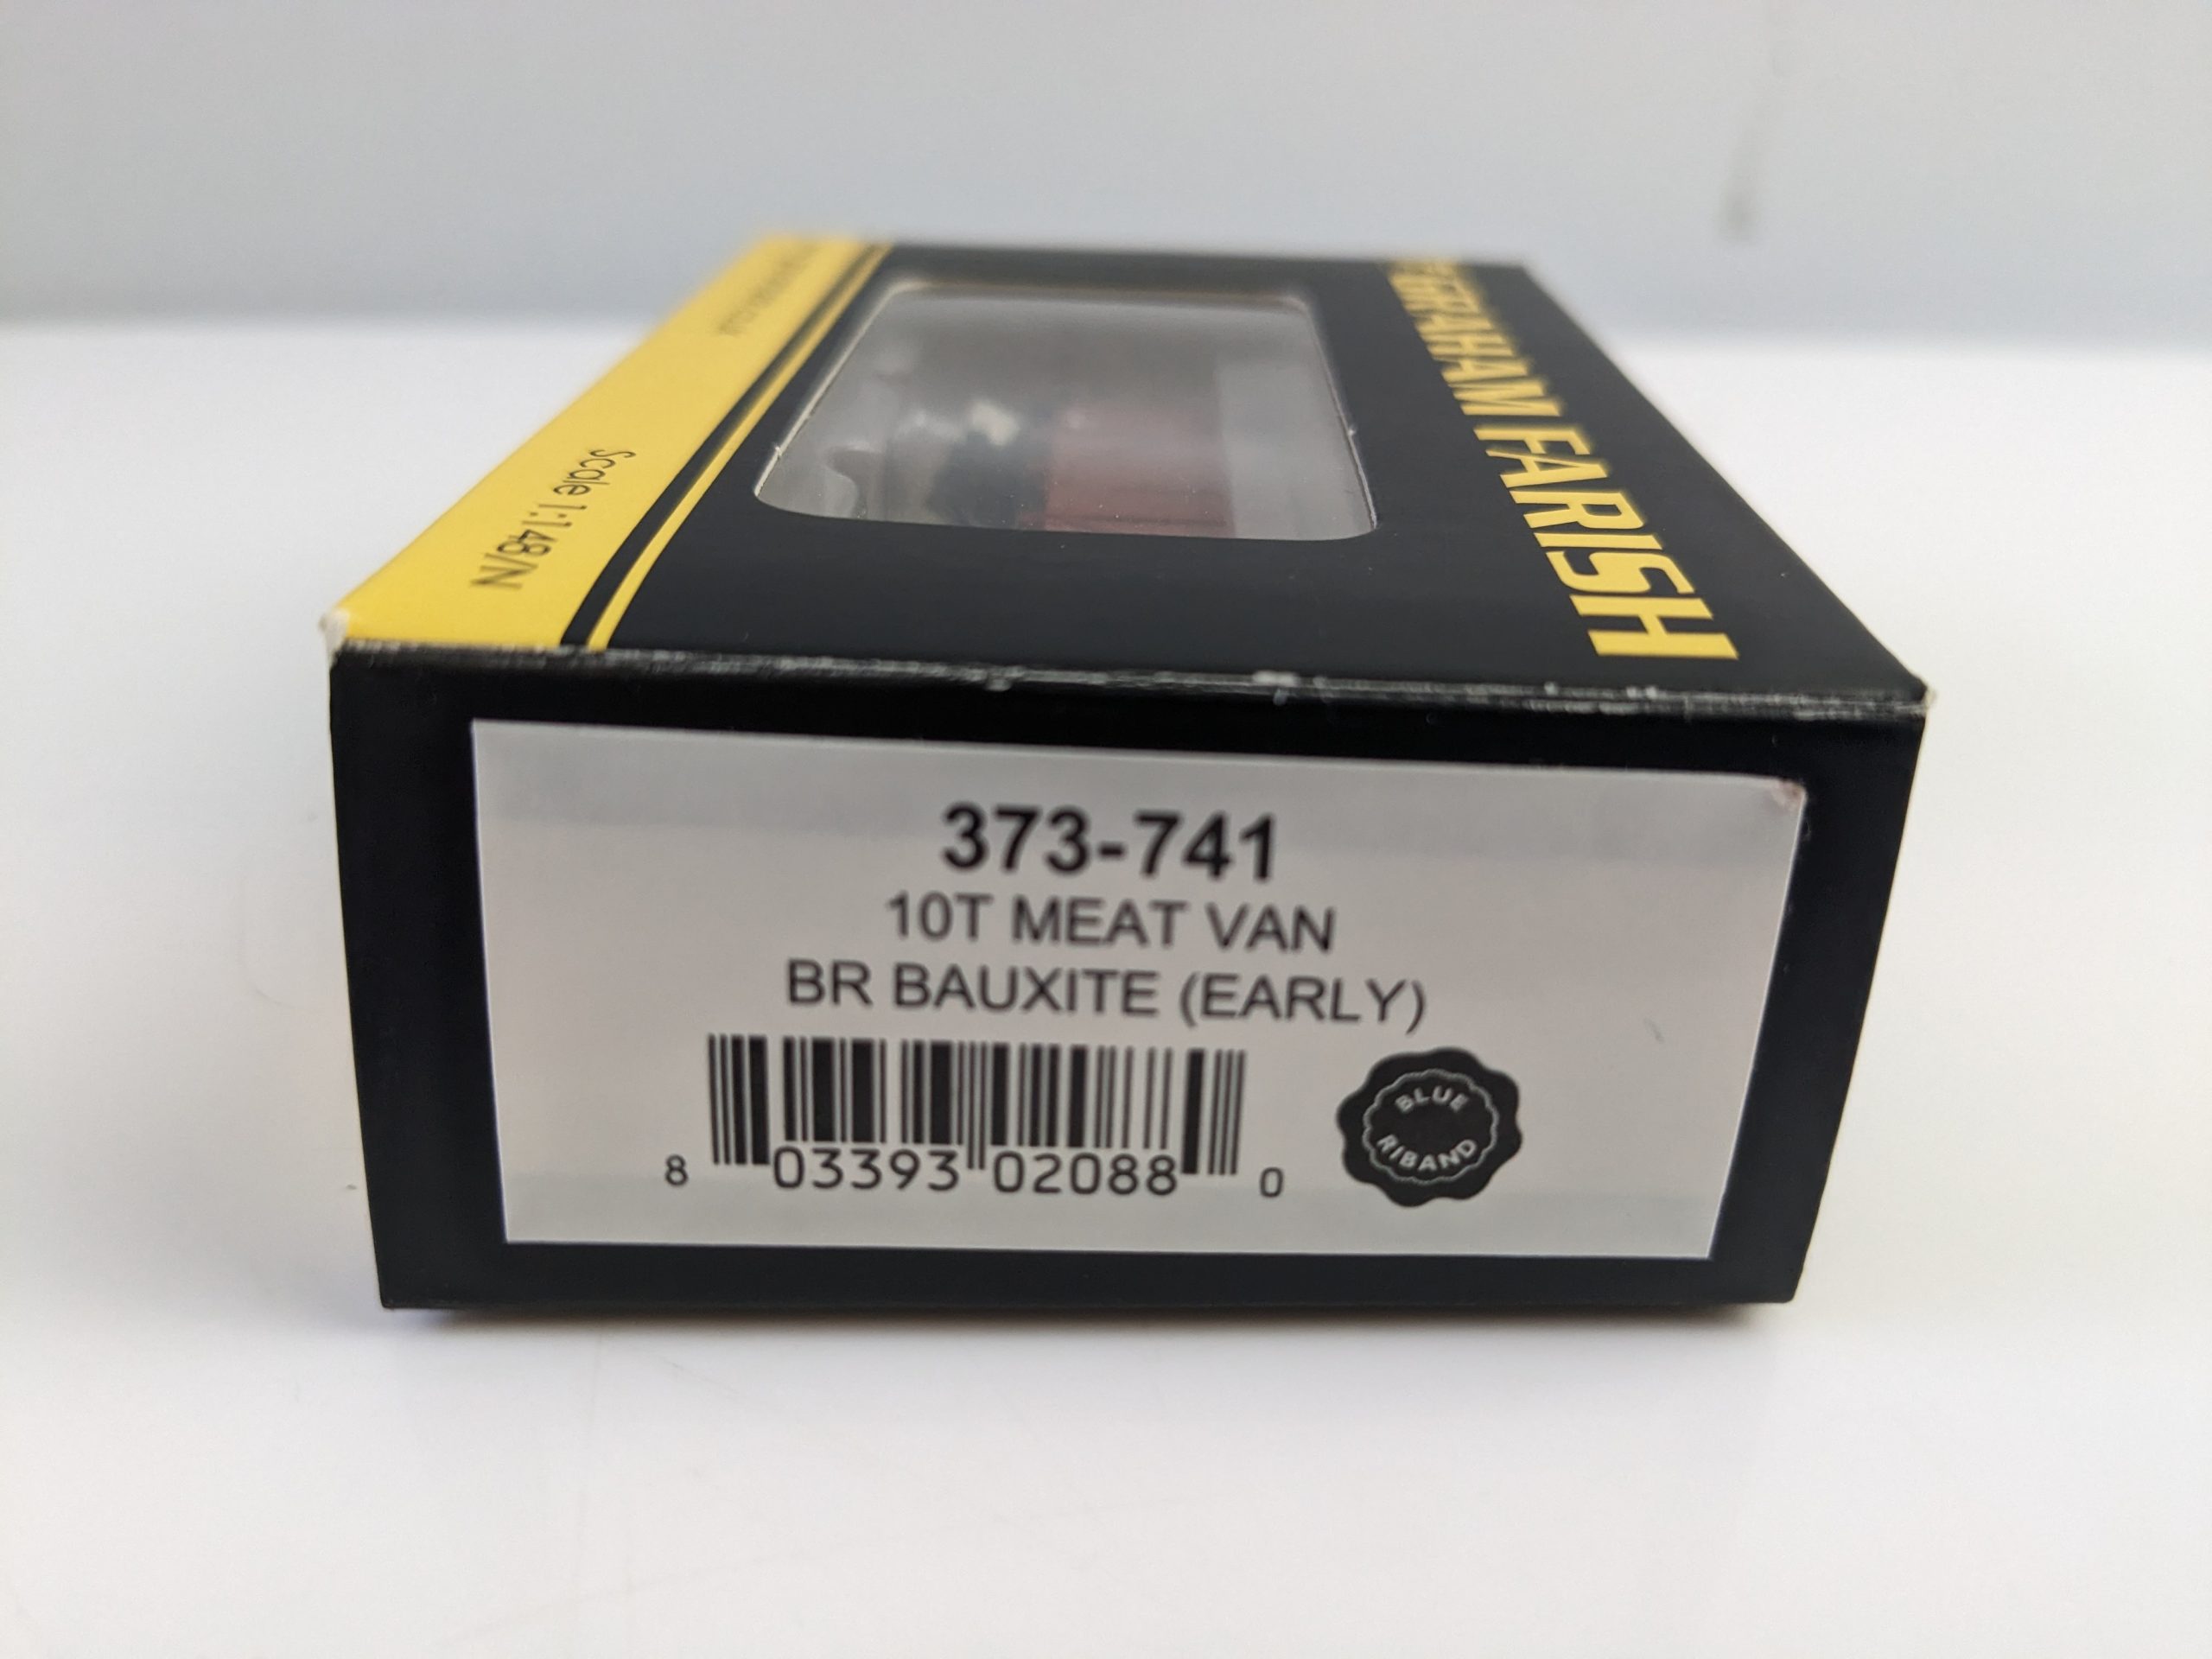 GRAHAM FARISH
Scale 1:148/N
373-741
10T MEAT VAN
BR BAUXITE (EARLY)
8 03393 02088 0
BLUE
RIBAND